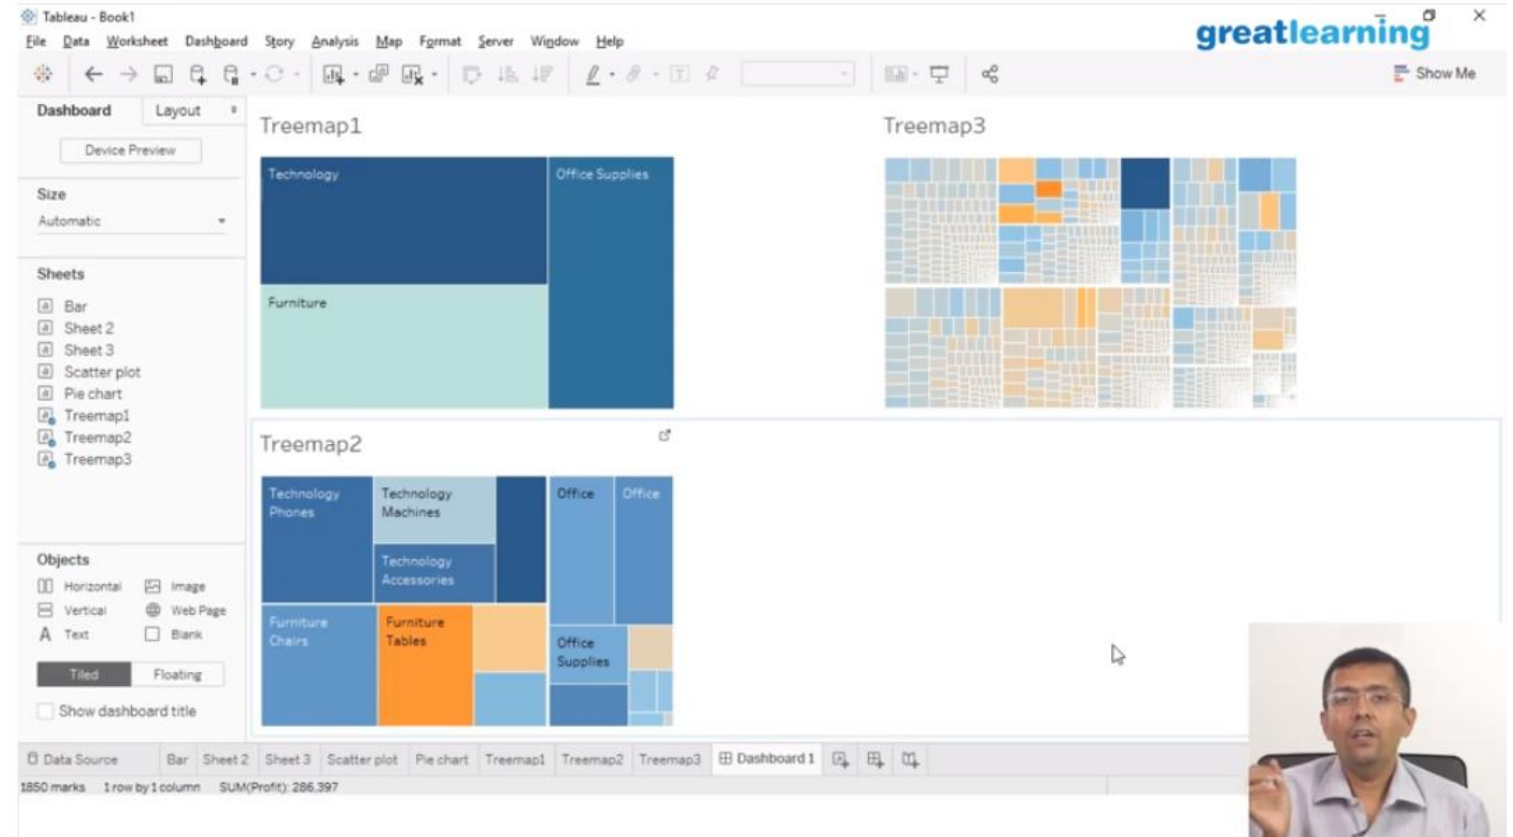 Tableau - Book1
greatlearning
File Data Worksheet Dashboard Story Analysis Map Format Server Window Help
Show Me
Dashboard Layout
Device Preview
Size
Automatic
Sheets
Bar
Sheet 2
Sheet 3
Scatter plot
Pie chart
Treemap1
Treemap2
Treemap3
Objects
Horizontal Image
Vertical Web Page
A Text Blank
Tiled Floating
Show dashboard title
Treemap1
Technology
Office Supplies
Furniture
Treemap3
Treemap2
Technology
Phones
Technology
Machines
Technology
Accessories
Office
Office
Furniture
Chairs
Furniture
Tables
Office
Supplies
Data Source Bar Sheet 2 Sheet 3 Scatter plot Pie chart Treemap1 Treemap2 Treemap3 Dashboard 1
1850 marks 1 row by 1 column SUM(Profit): 286,397